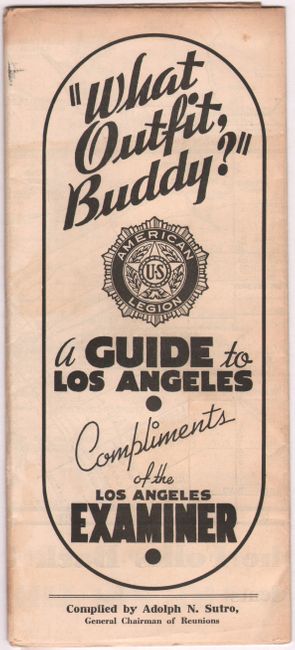 "What
Outfit,
Buddy?"
AMERICAN
U·S
LEGION
A GUIDE to
LOS ANGELES
Compliments
of the
LOS ANGELES
EXAMINER
Compiled by Adolph N. Sutro,
General Chairman of Reunions